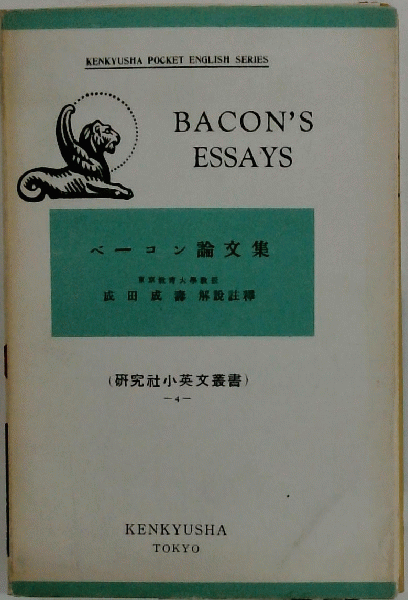 KENKYUSHA POCKET ENGLISH SERIES
BACON'S
ESSAYS
ベーコン論文集
東京教育大學教授
成田成壽 解說註釋
(研究社小英文叢書)
—4—
KENKYUSHA
TOKYO